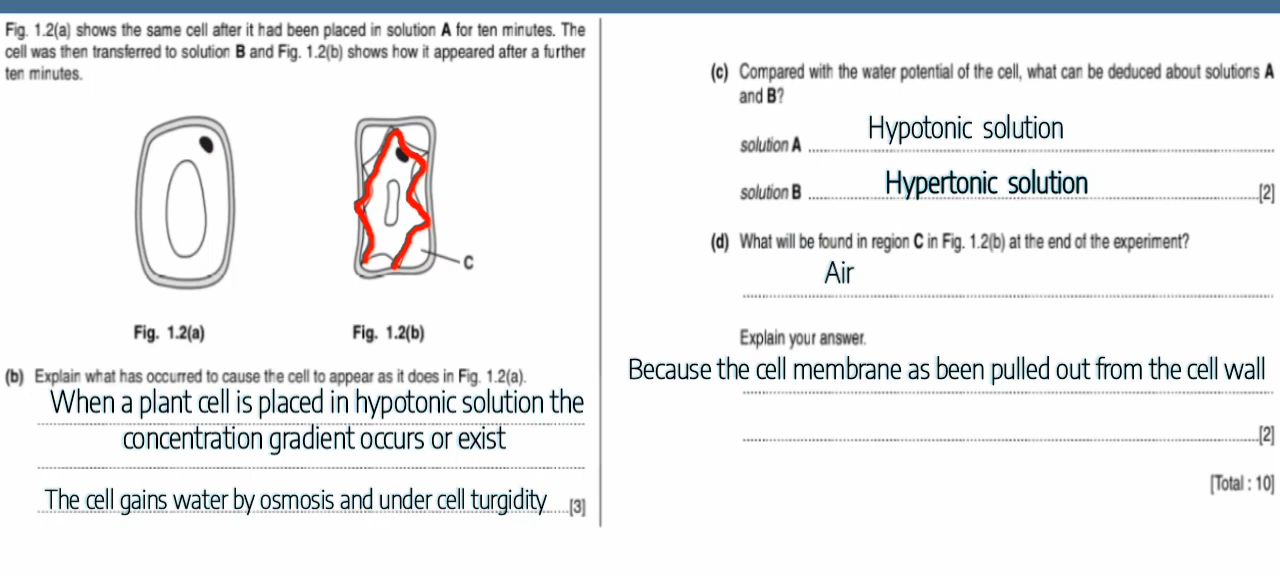 Fig. 1.2(a) shows the same cell after it had been placed in solution A for ten minutes. The
cell was then transferred to solution B and Fig. 1.2(b) shows how it appeared after a further
ten minutes.
C
Fig. 1.2(a)
Fig. 1.2(b)
(b) Explain what has occurred to cause the cell to appear as it does in Fig. 1.2(a).
When a plant cell is placed in hypotonic solution the
concentration gradient occurs or exist
The cell gains water by osmosis and under cell turgidity [3]
(c) Compared with the water potential of the cell, what can be deduced about solutions A
and B?
Hypotonic solution
solution A
Hypertonic solution
solution B [2]
(d) What will be found in region C in Fig. 1.2(b) at the end of the experiment?
Air
Explain your answer.
Because the cell membrane as been pulled out from the cell wall
[2]
[Total : 10]